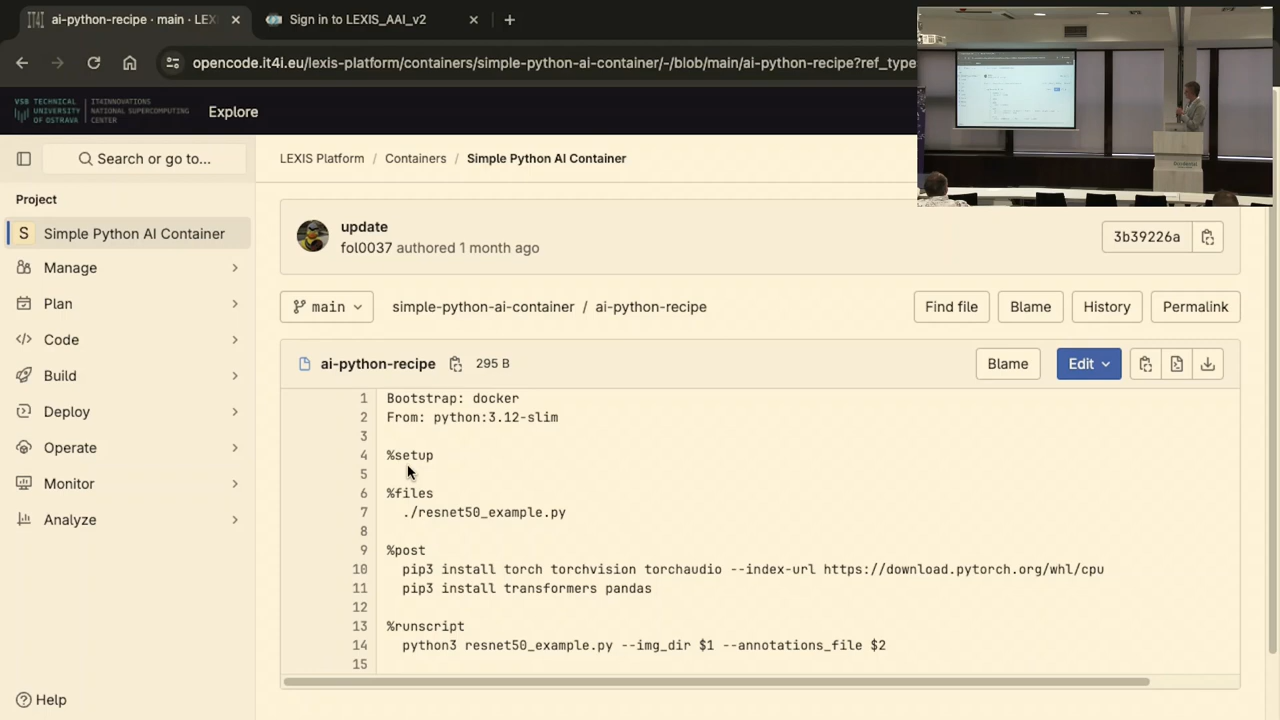 ai-python-recipe · main · LEXI
Sign in to LEXIS_AAI_v2
opencode.it4i.eu/lexis-platform/containers/simple-python-ai-container/-/blob/main/ai-python-recipe?ref_type
VSB TECHNICAL
UNIVERSITY
OF OSTRAVA
IT4INNOVATIONS
NATIONAL SUPERCOMPUTING
CENTER
Explore
Search or go to...
LEXIS Platform / Containers / Simple Python AI Container
Project
S Simple Python AI Container
Manage
Plan
Code
Build
Deploy
Operate
Monitor
Analyze
Help
update
fol0037 authored 1 month ago
3b39226a
main
simple-python-ai-container / ai-python-recipe
Find file
Blame
History
Permalink
ai-python-recipe 295 B
Blame
Edit
1 Bootstrap: docker
2 From: python:3.12-slim
3
4 %setup
5
6 %files
7 ./resnet50_example.py
8
9 %post
10 pip3 install torch torchvision torchaudio --index-url https://download.pytorch.org/whl/cpu
11 pip3 install transformers pandas
12
13 %runscript
14 python3 resnet50_example.py --img_dir $1 --annotations_file $2
15